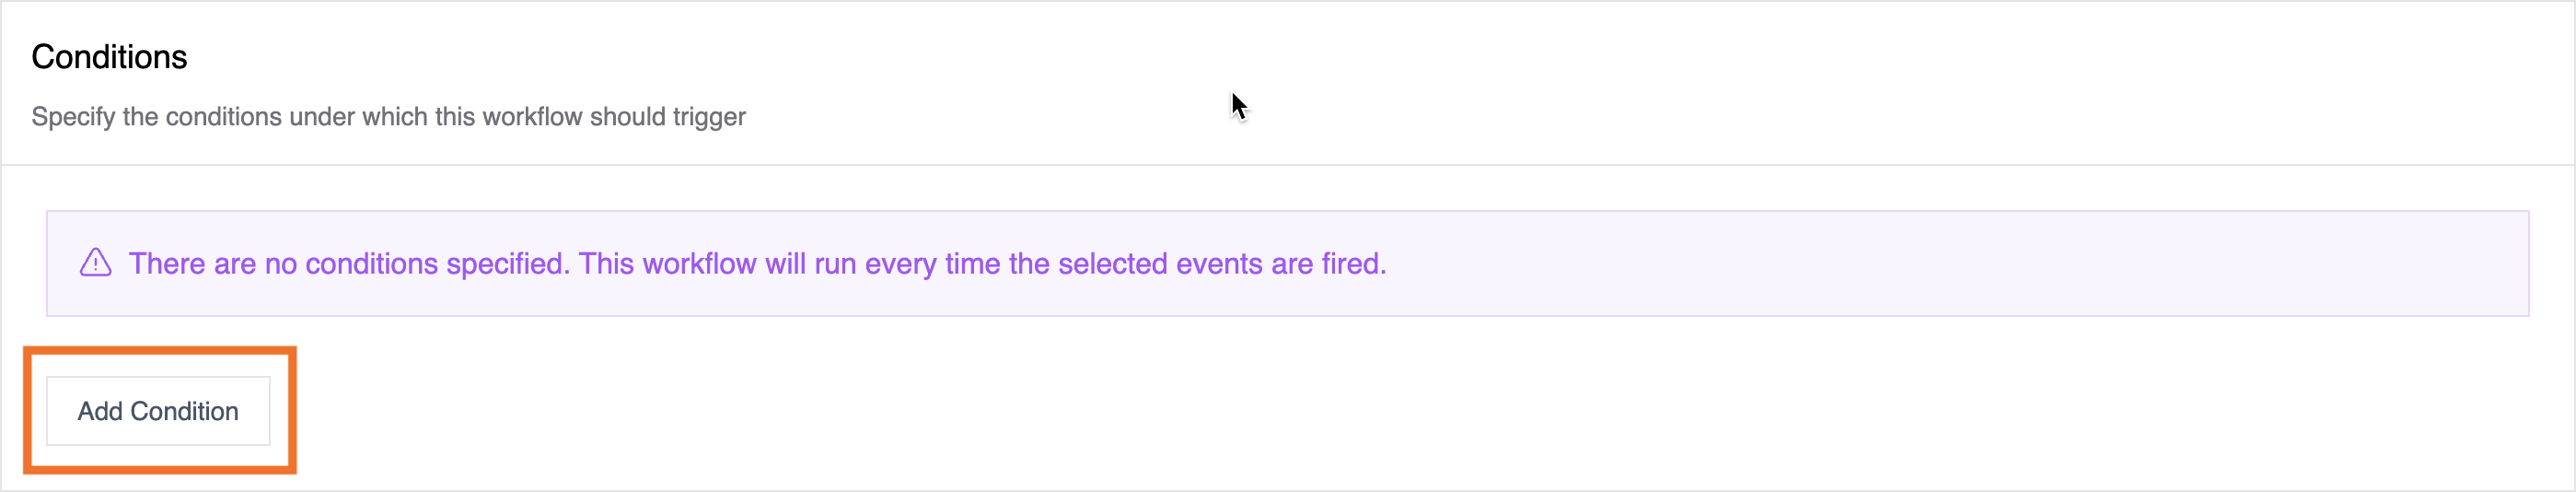 Conditions
Specify the conditions under which this workflow should trigger
There are no conditions specified. This workflow will run every time the selected events are fired.
Add Condition